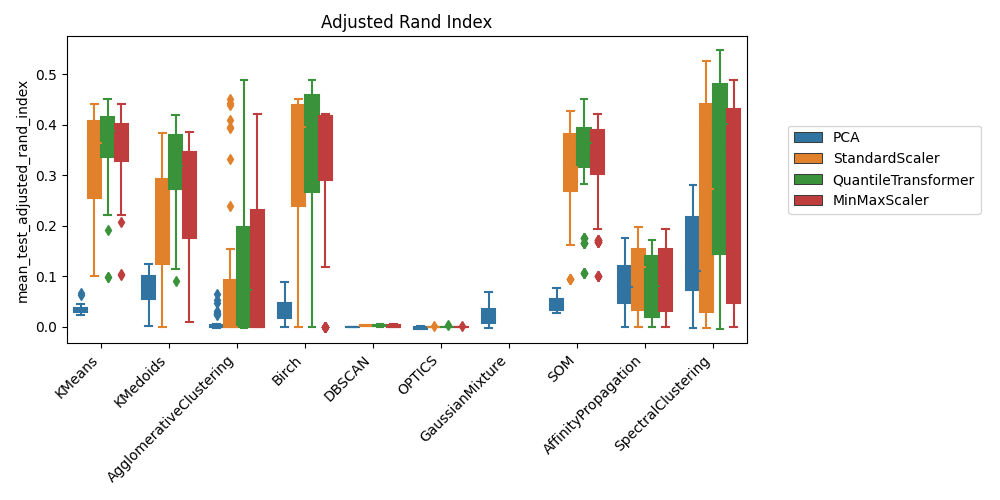 Adjusted Rand Index
mean_test_adjusted_rand_index
0.5
0.4
0.3
0.2
0.1
0.0
KMeans
KMedoids
AgglomerativeClustering
Birch
DBSCAN
OPTICS
GaussianMixture
SOM
AffinityPropagation
SpectralClustering
PCA
StandardScaler
QuantileTransformer
MinMaxScaler